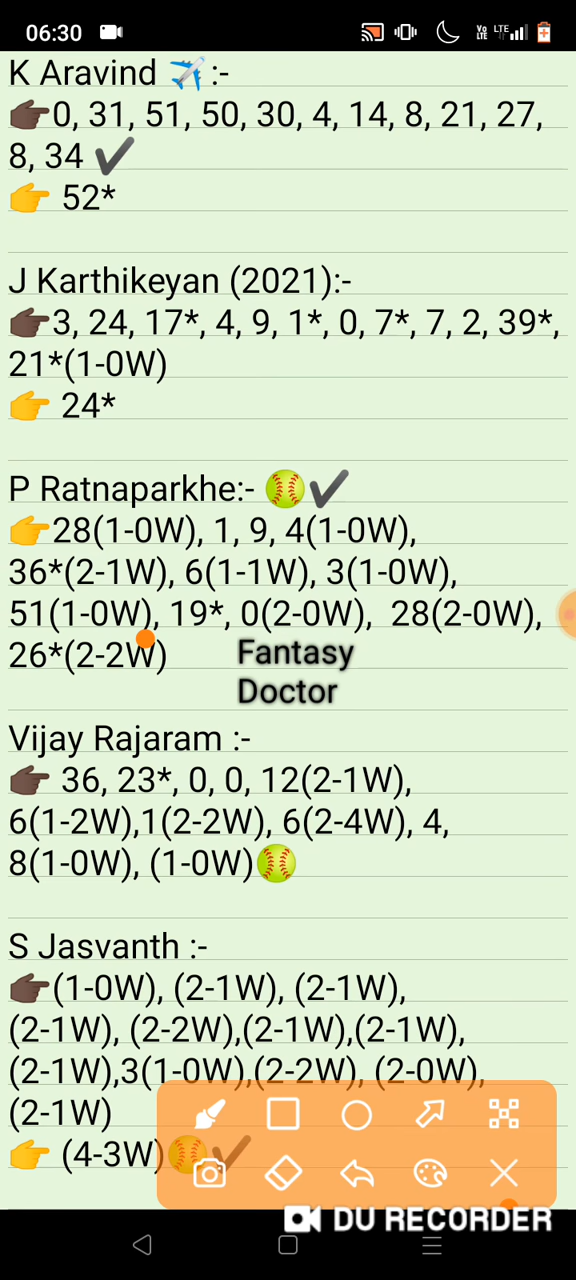 06:30 Vo LTE LTE
K Aravind ✈️ :-
👉🏿0, 31, 51, 50, 30, 4, 14, 8, 21, 27,
8, 34 ✔️
👉 52*
J Karthikeyan (2021):-
👉🏿3, 24, 17*, 4, 9, 1*, 0, 7*, 7, 2, 39*,
21*(1-0W)
👉 24*
P Ratnaparkhe:- 🥎✔️
👉28(1-0W), 1, 9, 4(1-0W),
36*(2-1W), 6(1-1W), 3(1-0W),
51(1-0W), 19*, 0(2-0W), 28(2-0W),
26*(2-2W)
Fantasy
Doctor
Vijay Rajaram :-
👉🏿 36, 23*, 0, 0, 12(2-1W),
6(1-2W),1(2-2W), 6(2-4W), 4,
8(1-0W), (1-0W)🥎
S Jasvanth :-
👉🏿(1-0W), (2-1W), (2-1W),
(2-1W), (2-2W),(2-1W),(2-1W),
(2-1W),3(1-0W),(2-2W), (2-0W),
(2-1W)
👉 (4-3W)🥎✔️
DU RECORDER